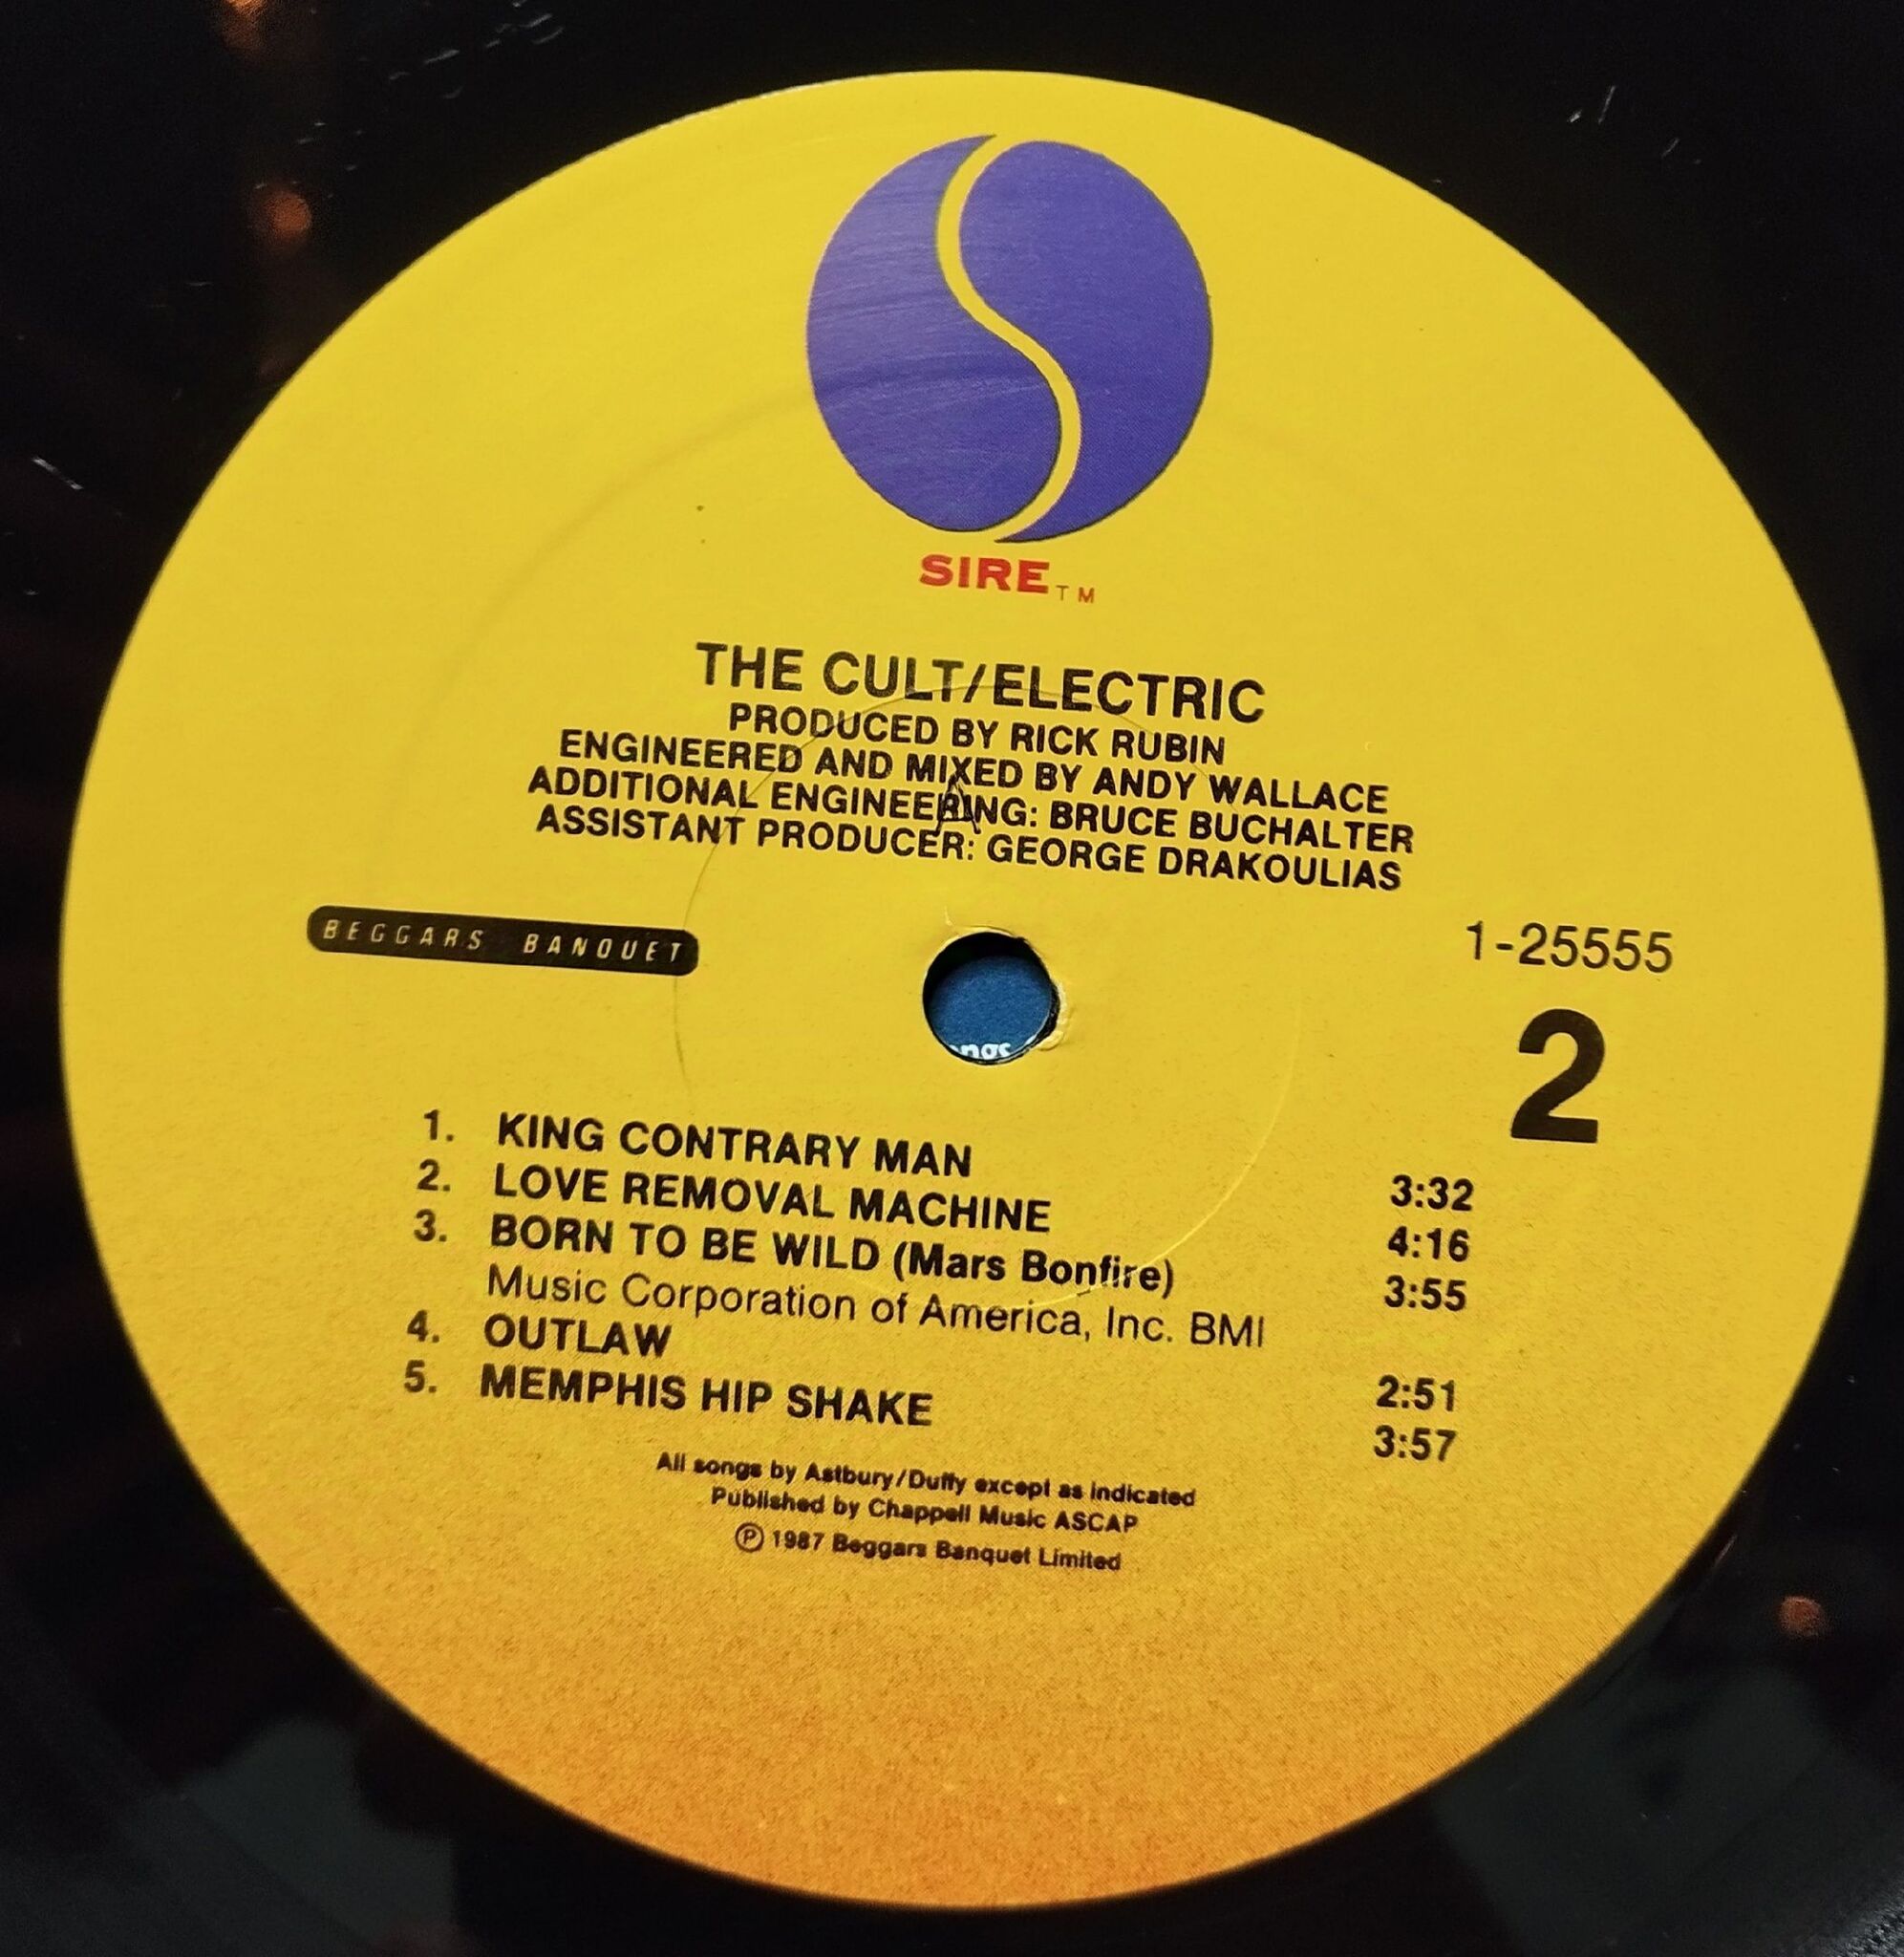 SIRE TM
THE CULT/ELECTRIC
PRODUCED BY RICK RUBIN
ENGINEERED AND MIXED BY ANDY WALLACE
ADDITIONAL ENGINEERING: BRUCE BUCHALTER
ASSISTANT PRODUCER: GEORGE DRAKOULIAS
BEGGARS BANQUET
1-25555
2
1. KING CONTRARY MAN 3:32
2. LOVE REMOVAL MACHINE 4:16
3. BORN TO BE WILD (Mars Bonfire) 3:55
Music Corporation of America, Inc. BMI
4. OUTLAW 2:51
5. MEMPHIS HIP SHAKE 3:57
All songs by Astbury/Duffy except as indicated
Published by Chappell Music ASCAP
℗ 1987 Beggars Banquet Limited